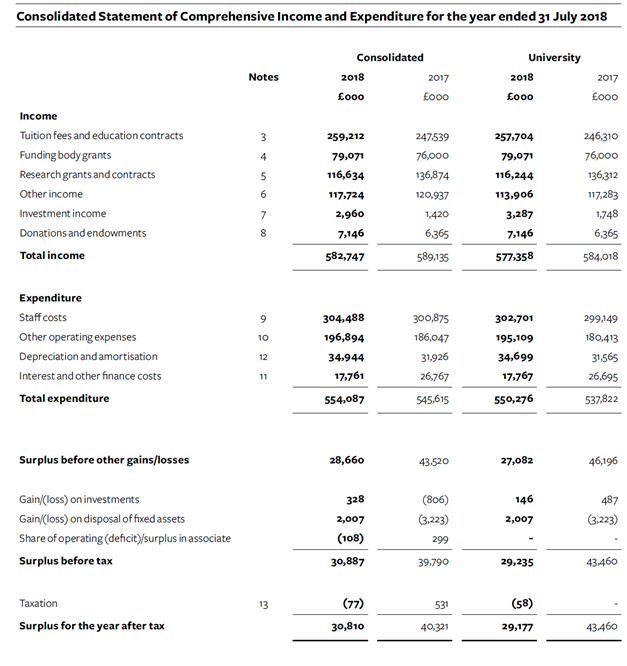 Consolidated Statement of Comprehensive Income and Expenditure for the year ended 31 July 2018
Consolidated University
Notes 2018 2017 2018 2017
£000 £000 £000 £000
Income
Tuition fees and education contracts 3 259,212 247,539 257,704 246,310
Funding body grants 4 79,071 76,000 79,071 76,000
Research grants and contracts 5 116,634 136,874 116,244 136,312
Other income 6 117,724 120,937 113,906 117,283
Investment income 7 2,960 1,420 3,287 1,748
Donations and endowments 8 7,146 6,365 7,146 6,365
Total income 582,747 589,135 577,358 584,018
Expenditure
Staff costs 9 304,488 300,875 302,701 299,149
Other operating expenses 10 196,894 186,047 195,109 180,413
Depreciation and amortisation 12 34,944 31,926 34,699 31,565
Interest and other finance costs 11 17,761 26,767 17,767 26,695
Total expenditure 554,087 545,615 550,276 537,822
Surplus before other gains/losses 28,660 43,520 27,082 46,196
Gain/(loss) on investments 328 (806) 146 487
Gain/(loss) on disposal of fixed assets 2,007 (3,223) 2,007 (3,223)
Share of operating (deficit)/surplus in associate (108) 299 - -
Surplus before tax 30,887 39,790 29,235 43,460
Taxation 13 (77) 531 (58) -
Surplus for the year after tax 30,810 40,321 29,177 43,460